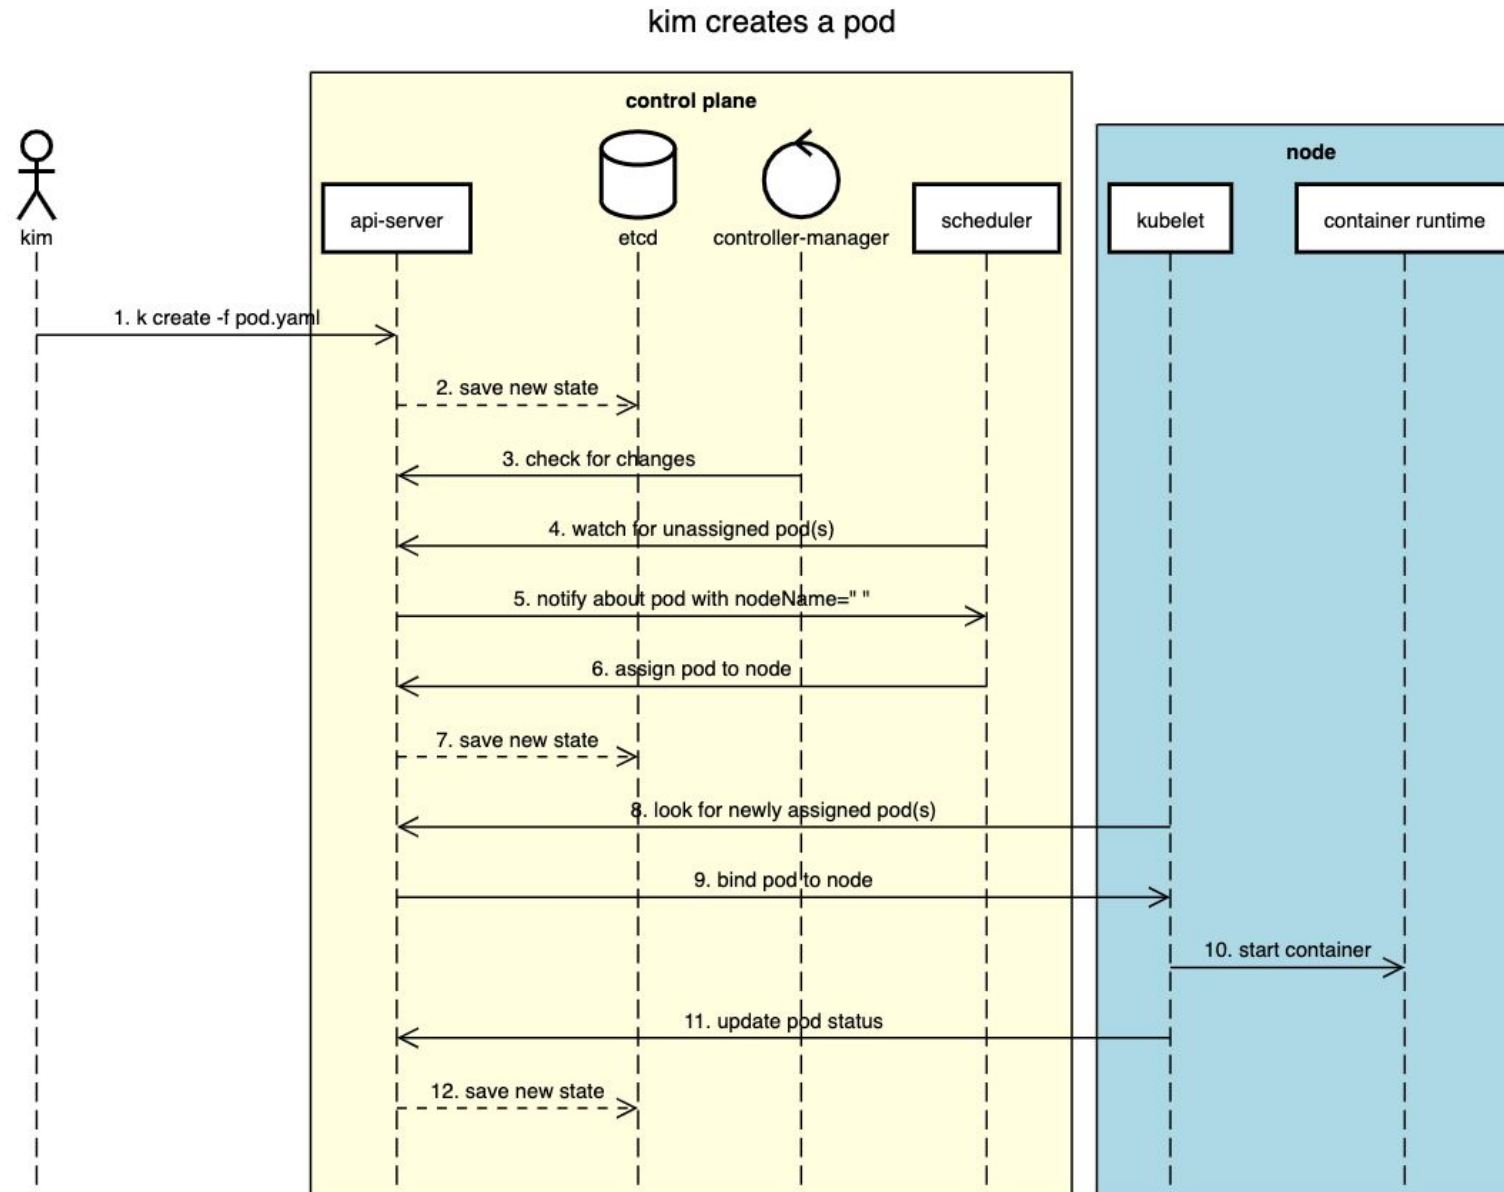 kim creates a pod
control plane
node
kim
api-server
etcd
controller-manager
scheduler
kubelet
container runtime
1. k create -f pod.yaml
2. save new state
3. check for changes
4. watch for unassigned pod(s)
5. notify about pod with nodeName=" "
6. assign pod to node
7. save new state
8. look for newly assigned pod(s)
9. bind pod to node
10. start container
11. update pod status
12. save new state